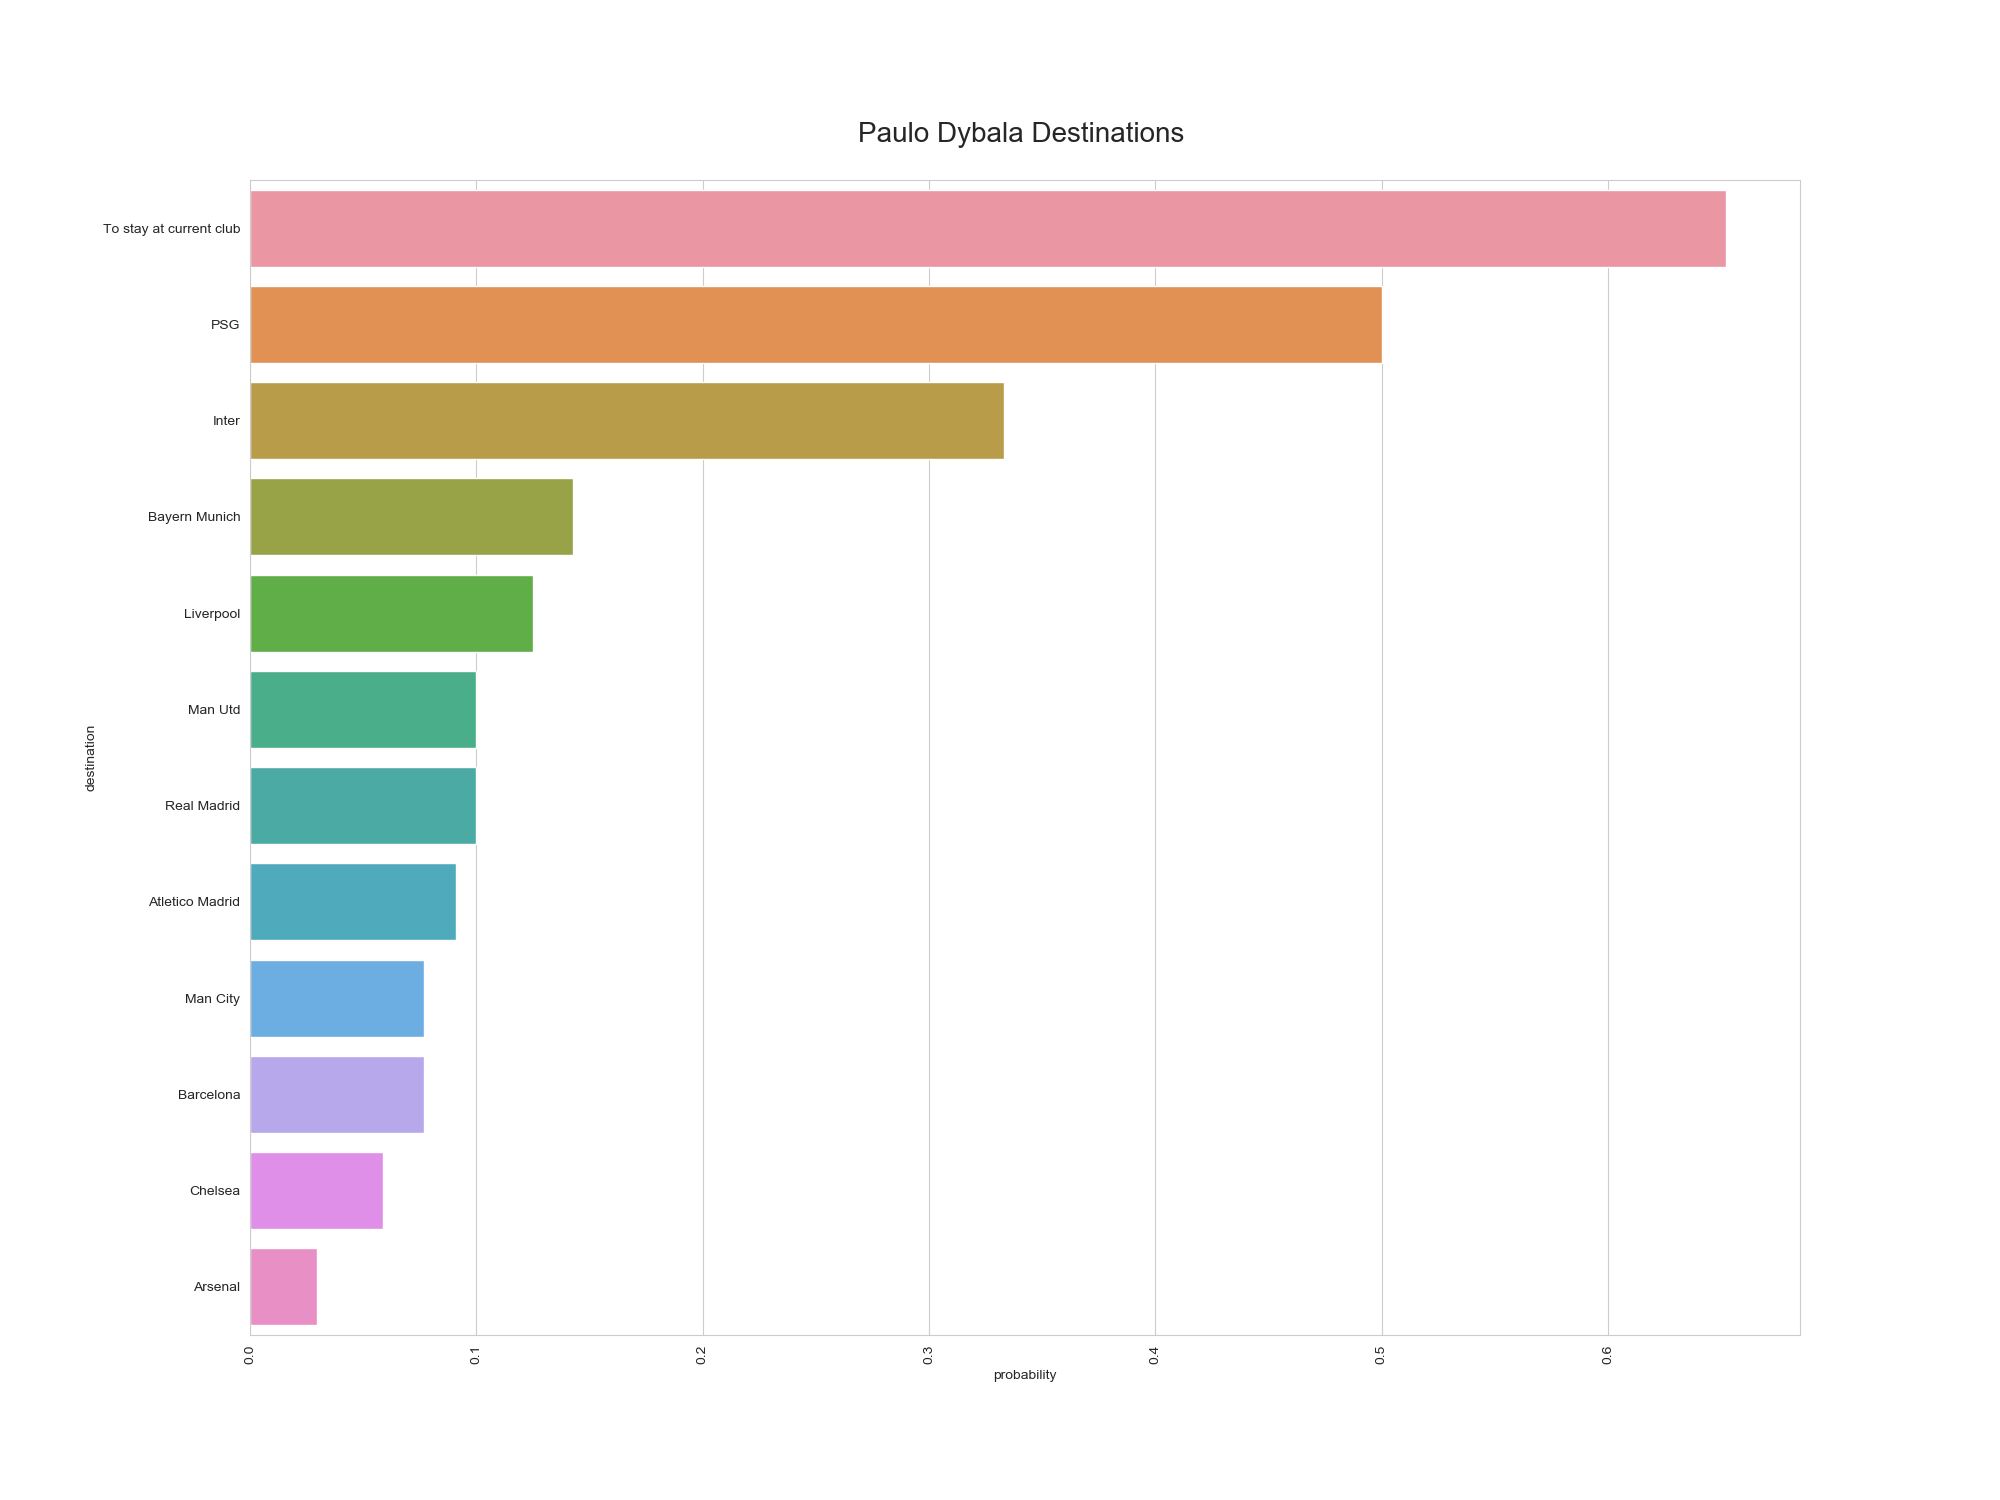 Paulo Dybala Destinations
To stay at current club
PSG
Inter
Bayern Munich
Liverpool
Man Utd
Real Madrid
Atletico Madrid
Man City
Barcelona
Chelsea
Arsenal
destination
0.0 0.1 0.2 0.3 0.4 0.5 0.6
probability